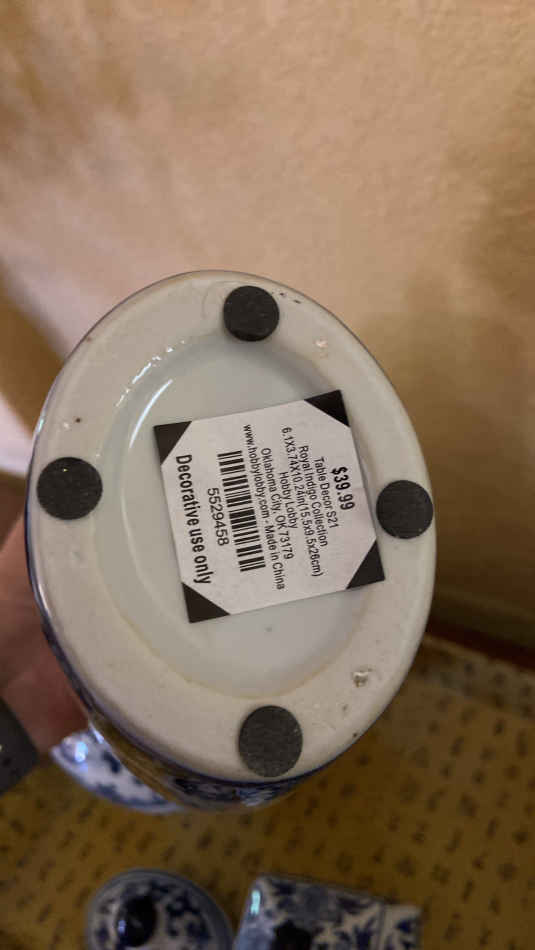 $39.99
Table Decor S21
Royal Indigo Collection
6.1X3.74X10.24in(15.5x9.5x26cm)
Hobby Lobby
Oklahoma City, OK 73179
www.hobbylobby.com - Made in China
5529458
Decorative use only